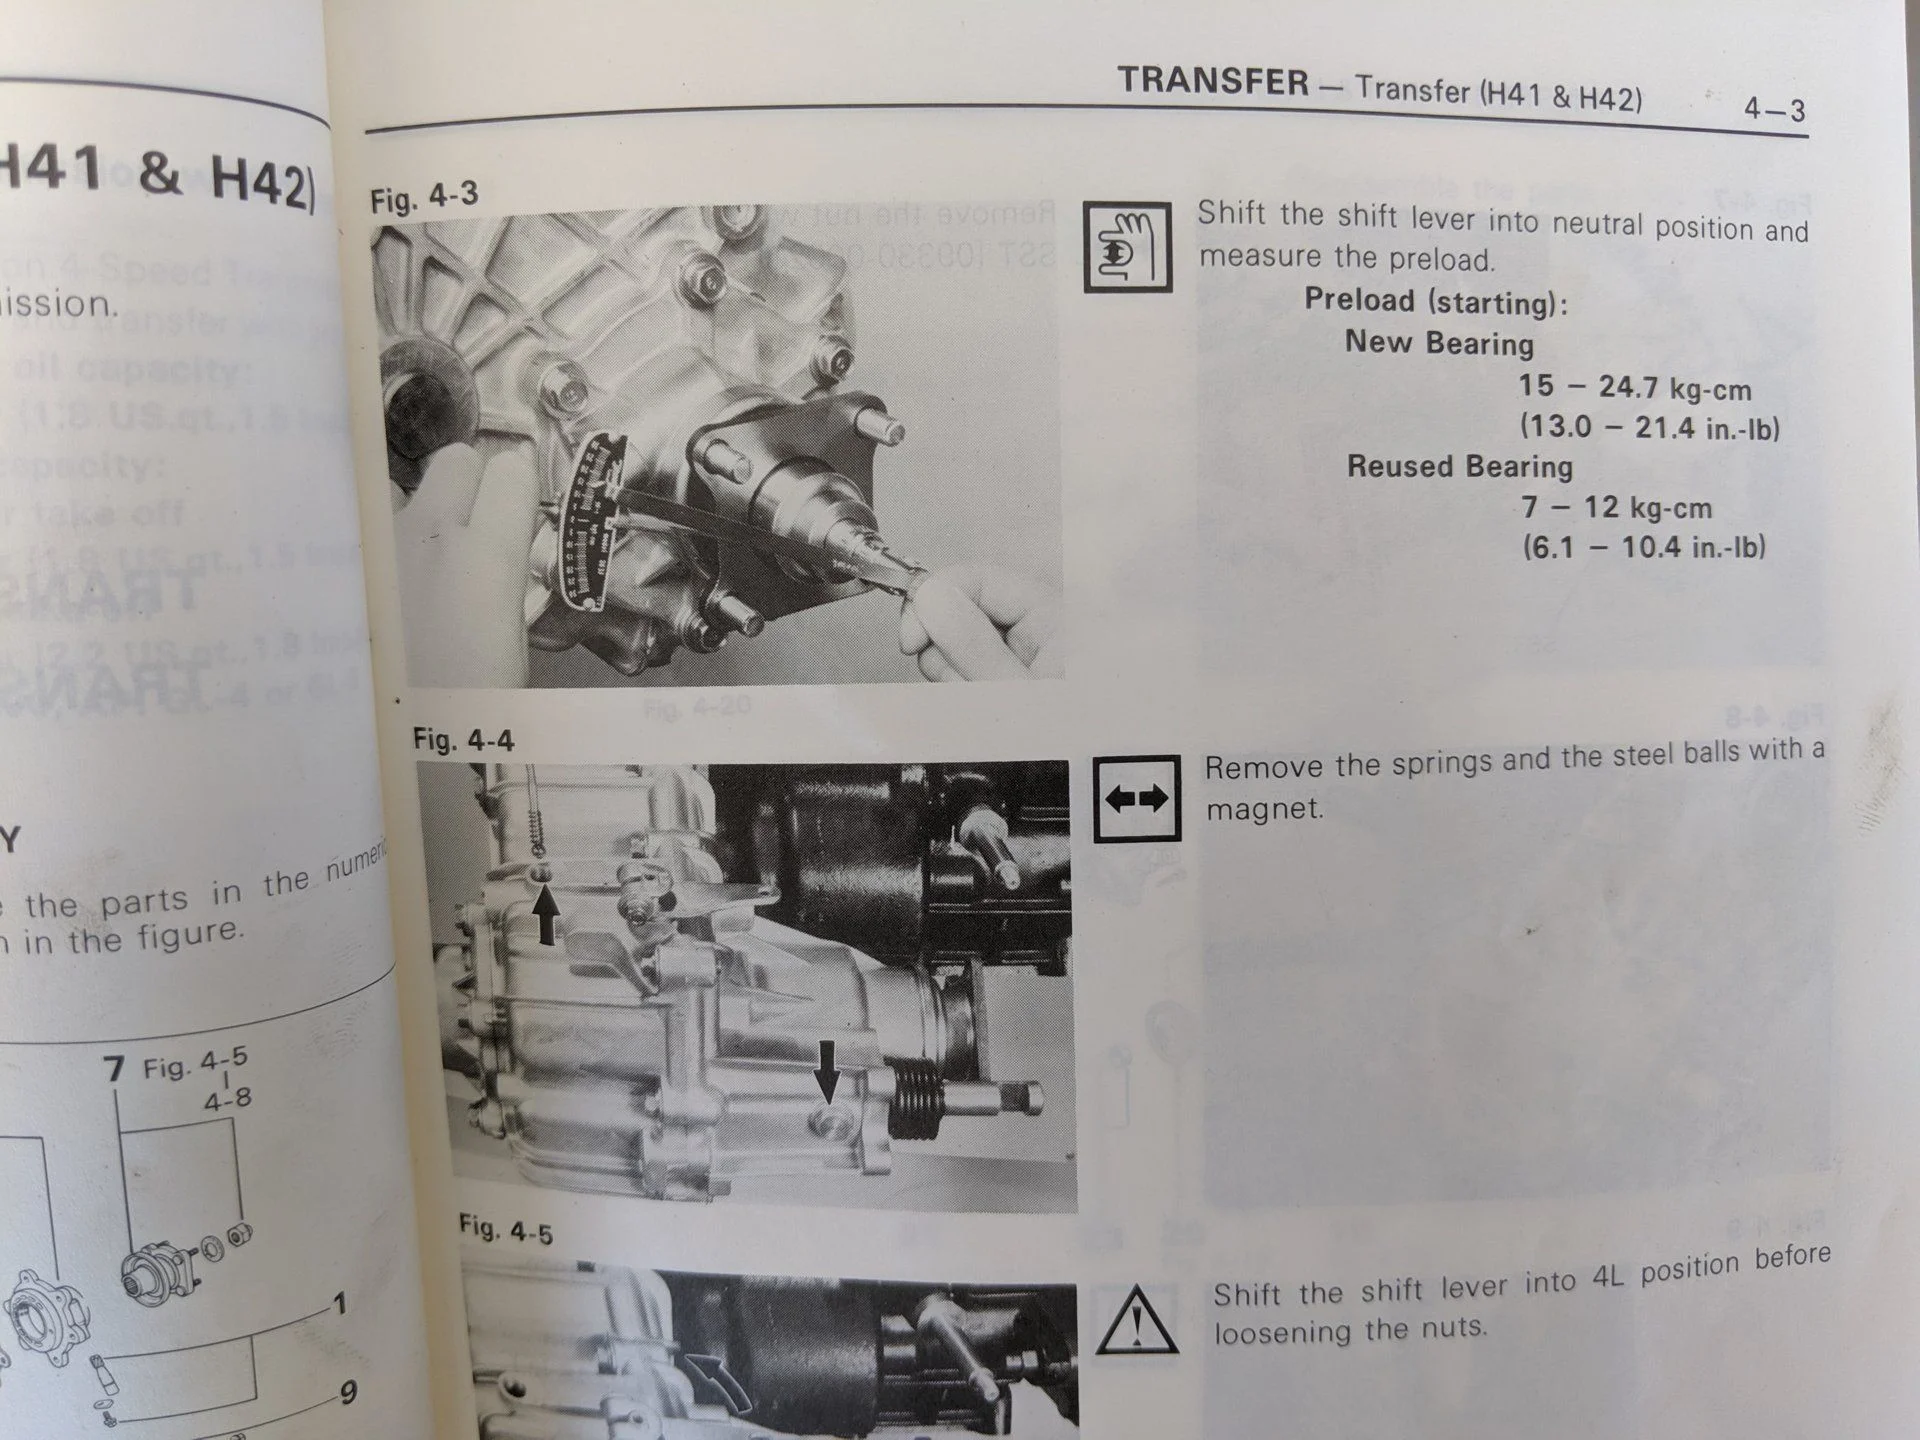 H41 & H42)
ission.
Y
the parts in the
in the figure.
7 Fig. 4-5
4-8
1
9
TRANSFER — Transfer (H41 & H42) 4—3
Fig. 4-3
Shift the shift lever into neutral position and
measure the preload.
Preload (starting):
New Bearing
15 – 24.7 kg-cm
(13.0 – 21.4 in.-lb)
Reused Bearing
7 – 12 kg-cm
(6.1 – 10.4 in.-lb)
Fig. 4-4
Remove the springs and the steel balls with a
magnet.
Fig. 4-5
Shift the shift lever into 4L position before
loosening the nuts.